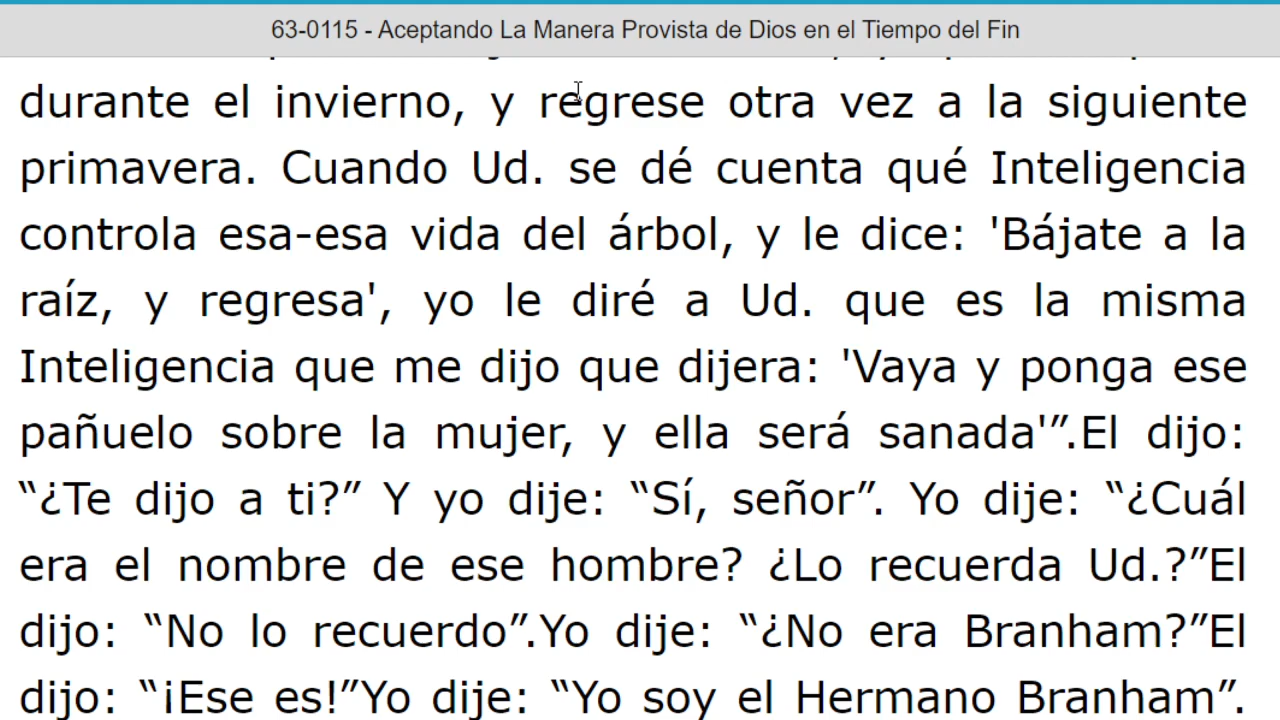 63-0115 - Aceptando La Manera Provista de Dios en el Tiempo del Fin
durante el invierno, y regrese otra vez a la siguiente
primavera. Cuando Ud. se dé cuenta qué Inteligencia
controla esa-esa vida del árbol, y le dice: 'Bájate a la
raíz, y regresa', yo le diré a Ud. que es la misma
Inteligencia que me dijo que dijera: 'Vaya y ponga ese
pañuelo sobre la mujer, y ella será sanada'”.El dijo:
“¿Te dijo a ti?” Y yo dije: “Sí, señor”. Yo dije: “¿Cuál
era el nombre de ese hombre? ¿Lo recuerda Ud.?”El
dijo: “No lo recuerdo”.Yo dije: “¿No era Branham?”El
dijo: “¡Ese es!”Yo dije: “Yo soy el Hermano Branham”.